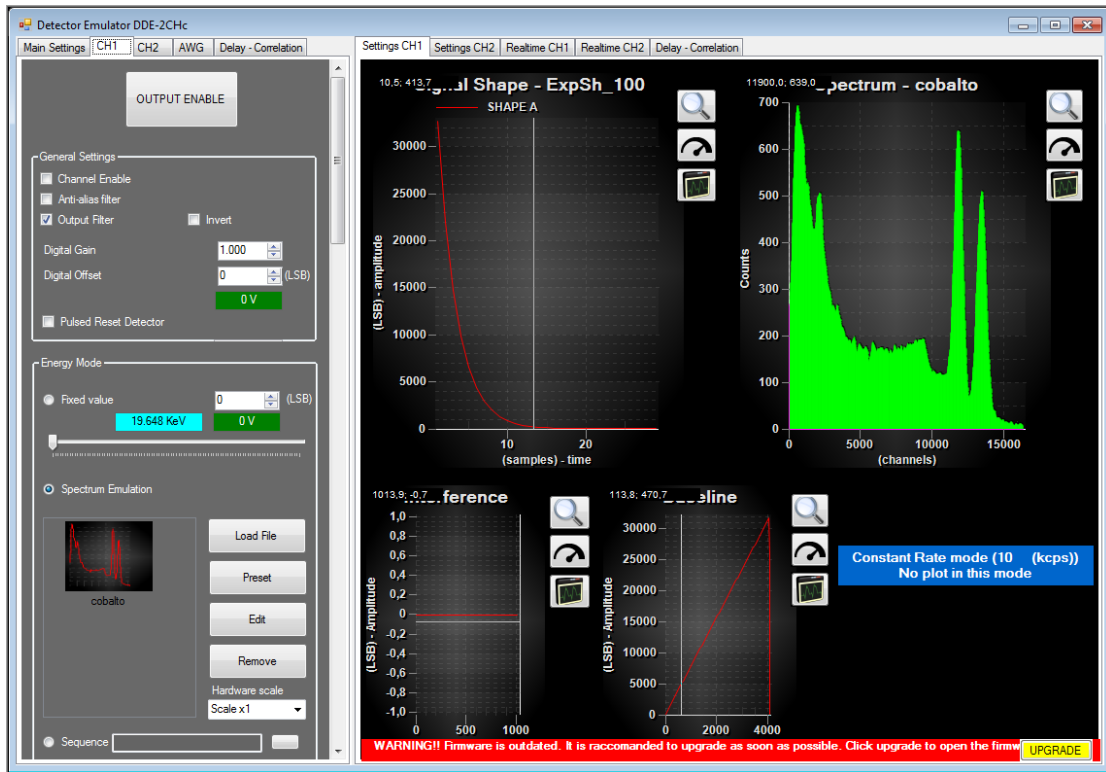 Detector Emulator DDE-2CHc
Main Settings CH1 CH2 AWG Delay - Correlation
OUTPUT ENABLE
General Settings
Channel Enable
Anti-alias filter
Output Filter Invert
Digital Gain 1.000
Digital Offset 0 (LSB)
0 V
Pulsed Reset Detector
Energy Mode
Fixed value 0 (LSB)
19.648 KeV 0 V
Spectrum Emulation
cobalto
Load File
Preset
Edit
Remove
Hardware scale
Scale x1
Sequence
Settings CH1 Settings CH2 Realtime CH1 Realtime CH2 Delay - Correlation
10,5; 413,7 Shape - ExpSh_100
SHAPE A
(LSB) - amplitude
30000
25000
20000
15000
10000
5000
0
10 20
(samples) - time
11900,0; 639,0 pectrum - cobalto
Counts
700
600
500
400
300
200
100
0
0 5000 10000 15000
(channels)
1013,9; -0,7 terference
(LSB) - Amplitude
1,0
0,8
0,6
0,4
0,2
0
-0,2
-0,4
-0,6
-0,8
-1,0
0 500 1000
113,8; 470,7 aseline
(LSB) - Amplitude
30000
25000
20000
15000
10000
5000
0
0 2000 4000
Constant Rate mode (10 (kcps))
No plot in this mode
WARNING!! Firmware is outdated. It is raccomanded to upgrade as soon as possible. Click upgrade to open the firmw UPGRADE